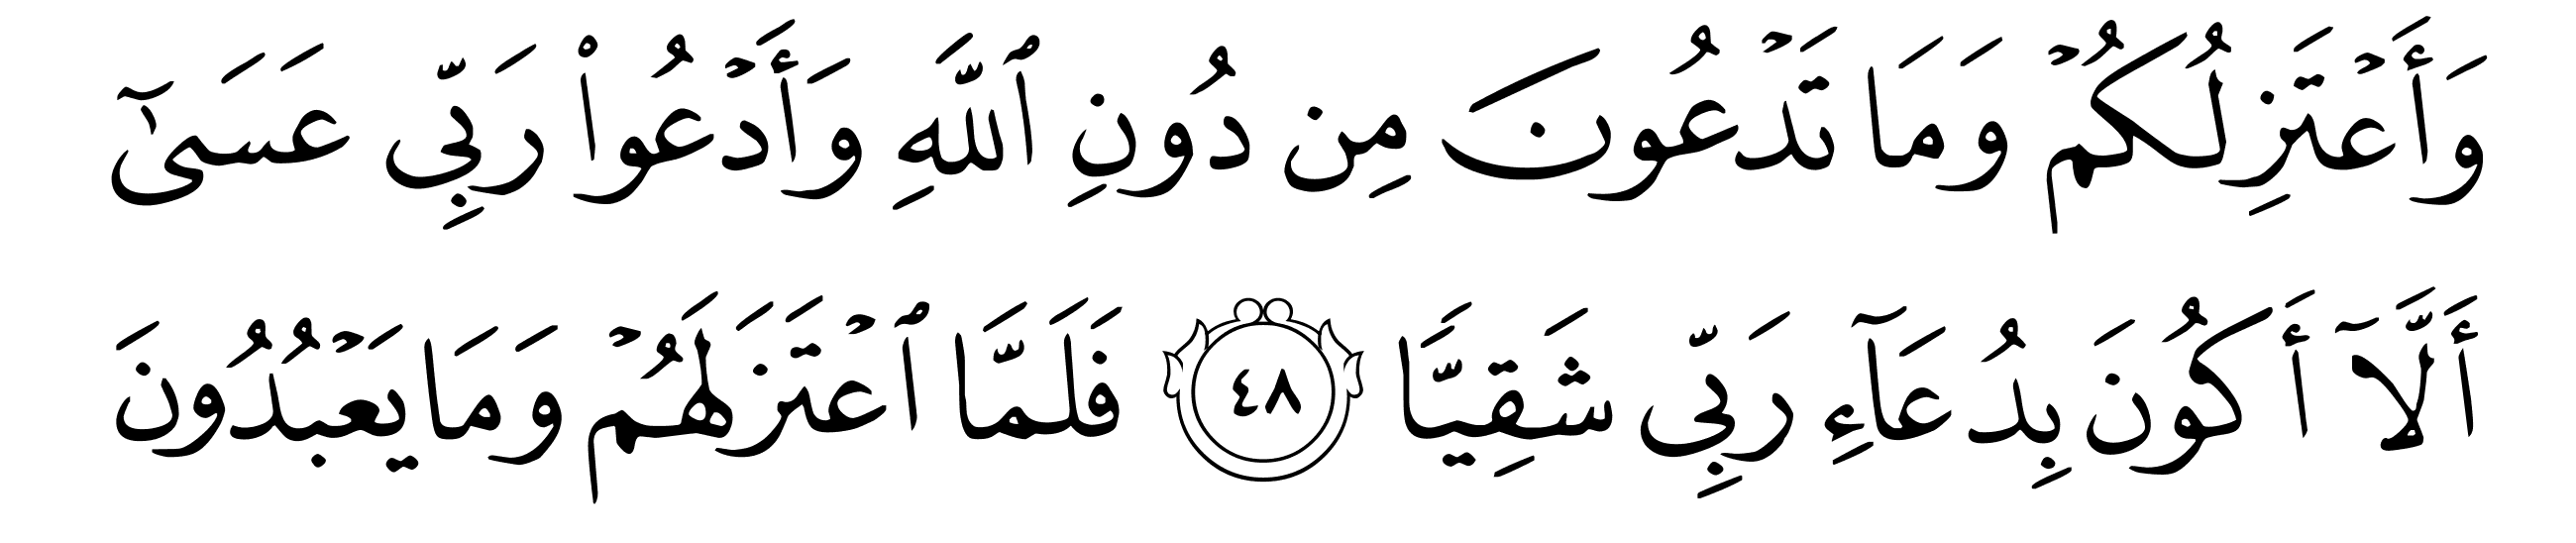 وَأَعۡتَزِلُكُمۡ وَمَا تَدۡعُونَ مِن دُونِ ٱللَّهِ وَأَدۡعُواْ رَبِّي عَسَىٰٓ
أَلَّآ أَكُونَ بِدُعَآءِ رَبِّي شَقِيّٗا ٤٨ فَلَمَّا ٱعۡتَزَلَهُمۡ وَمَا يَعۡبُدُونَ